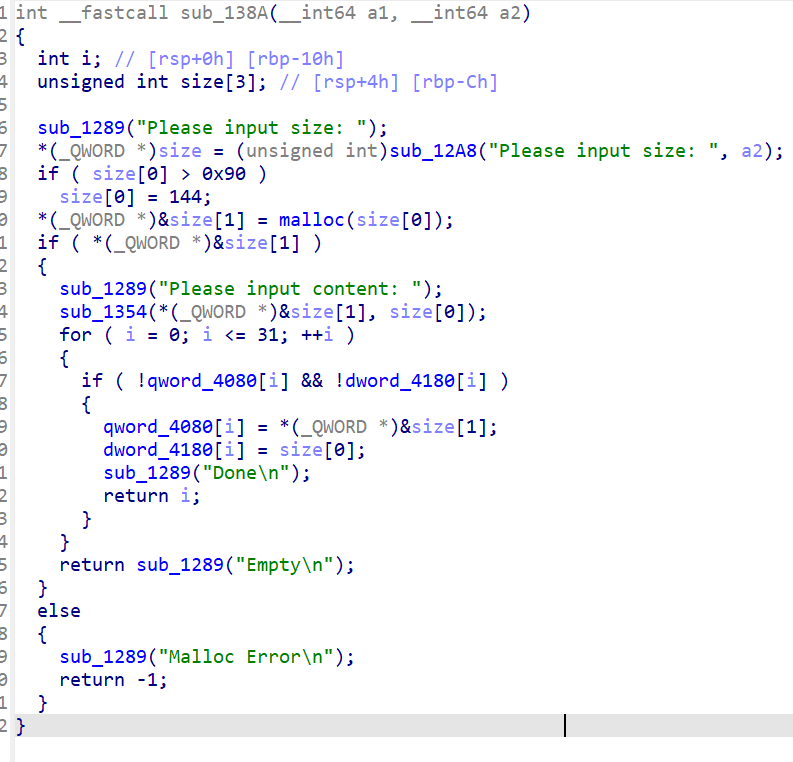 1 int __fastcall sub_138A(__int64 a1, __int64 a2)
2 {
3   int i; // [rsp+0h] [rbp-10h]
4   unsigned int size[3]; // [rsp+4h] [rbp-Ch]
5
6   sub_1289("Please input size: ");
7   *(_QWORD *)size = (unsigned int)sub_12A8("Please input size: ", a2);
8   if ( size[0] > 0x90 )
9     size[0] = 144;
0   *(_QWORD *)&size[1] = malloc(size[0]);
1   if ( *(_QWORD *)&size[1] )
2   {
3     sub_1289("Please input content: ");
4     sub_1354(*(_QWORD *)&size[1], size[0]);
5     for ( i = 0; i <= 31; ++i )
6     {
7       if ( !qword_4080[i] && !dword_4180[i] )
8       {
9         qword_4080[i] = *(_QWORD *)&size[1];
0         dword_4180[i] = size[0];
1         sub_1289("Done\n");
2         return i;
3       }
4     }
5     return sub_1289("Empty\n");
6   }
7   else
8   {
9     sub_1289("Malloc Error\n");
0     return -1;
1   }
2 }